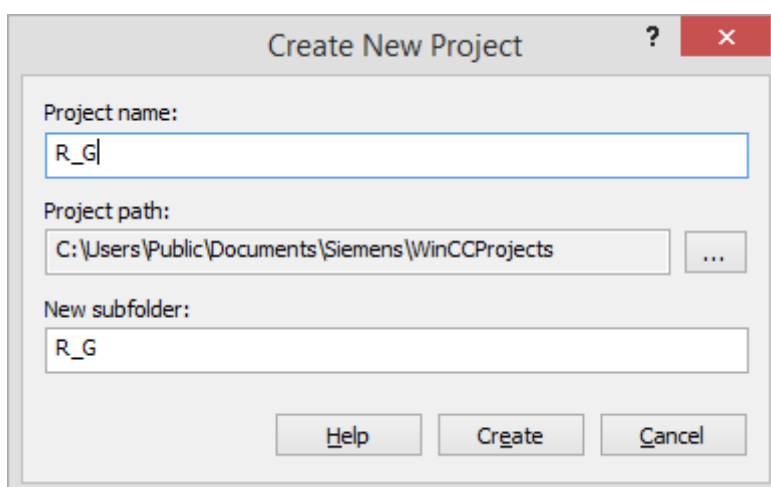 Create New Project
?
Project name:
R_G
Project path:
C:\Users\Public\Documents\Siemens\WinCCProjects
...
New subfolder:
R_G
Help
Create
Cancel